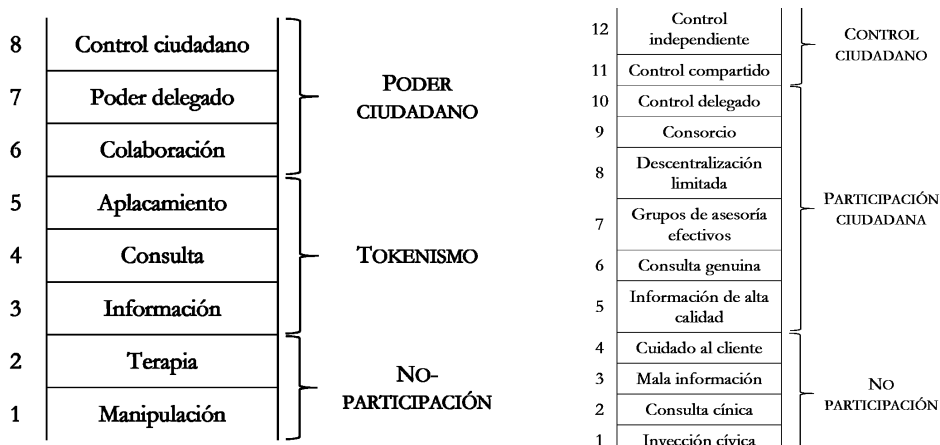 8 Control ciudadano
7 Poder delegado
6 Colaboración
PODER
CIUDADANO
5 Aplacamiento
4 Consulta
3 Información
TOKENISMO
2 Terapia
1 Manipulación
NO-
PARTICIPACIÓN
12 Control
independiente
11 Control compartido
CONTROL
CIUDADANO
10 Control delegado
9 Consorcio
8 Descentralización
limitada
7 Grupos de asesoría
efectivos
6 Consulta genuina
5 Información de alta
calidad
PARTICIPACIÓN
CIUDADANA
4 Cuidado al cliente
3 Mala información
2 Consulta cínica
1 Inyección cívica
NO
PARTICIPACIÓN